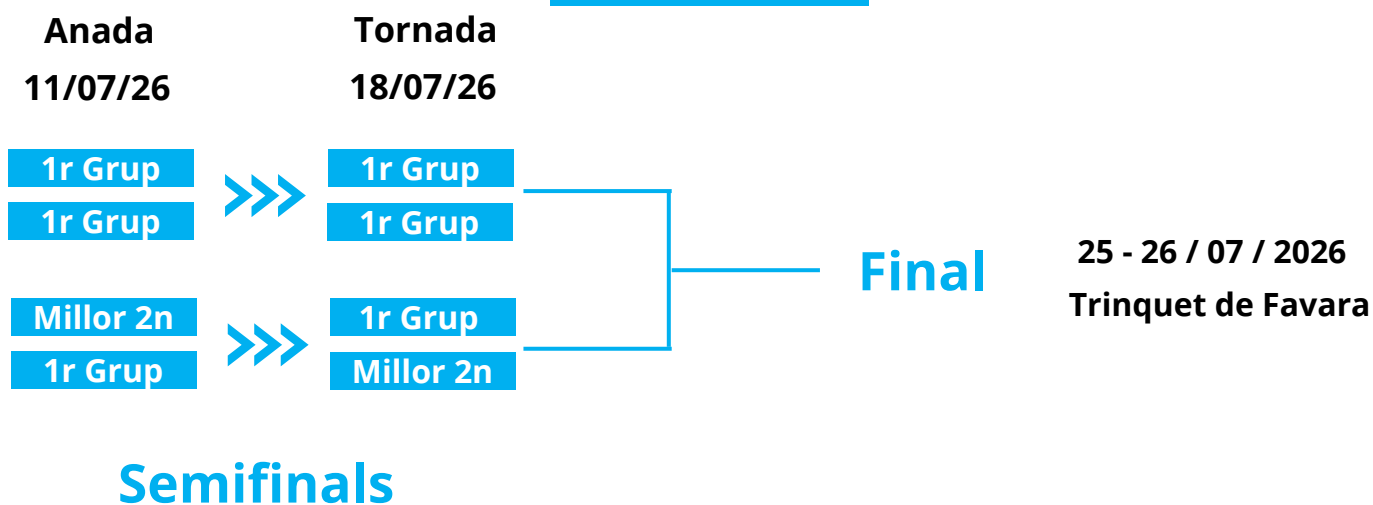 Anada
Tornada
11/07/26
18/07/26
1r Grup
1r Grup
1r Grup
1r Grup
Final
25 - 26 / 07 / 2026
Trinquet de Favara
Millor 2n
1r Grup
1r Grup
Millor 2n
Semifinals